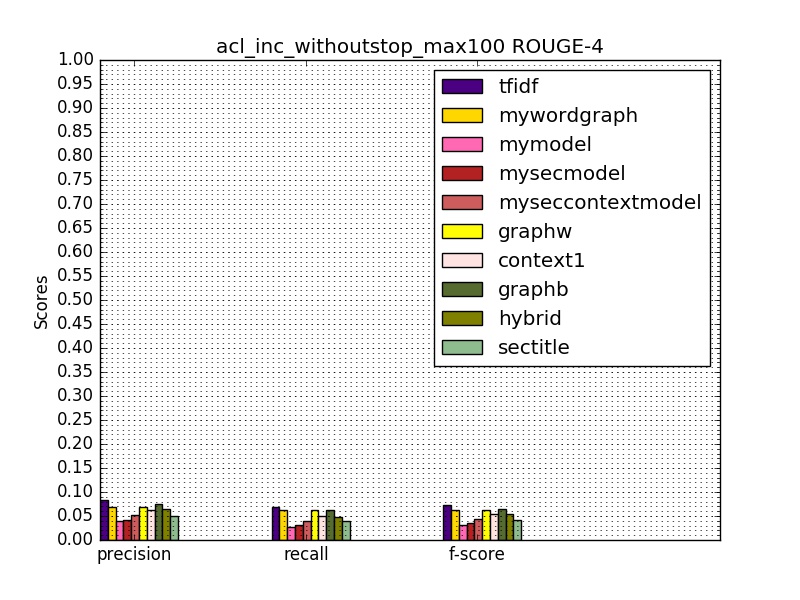 acl_inc_withoutstop_max100 ROUGE-4
1.00
0.95
0.90
0.85
0.80
0.75
0.70
0.65
0.60
0.55
0.50
0.45
0.40
0.35
0.30
0.25
0.20
0.15
0.10
0.05
0.00
Scores
tfidf
mywordgraph
mymodel
mysecmodel
myseccontextmodel
graphw
context1
graphb
hybrid
sectitle
precision
recall
f-score